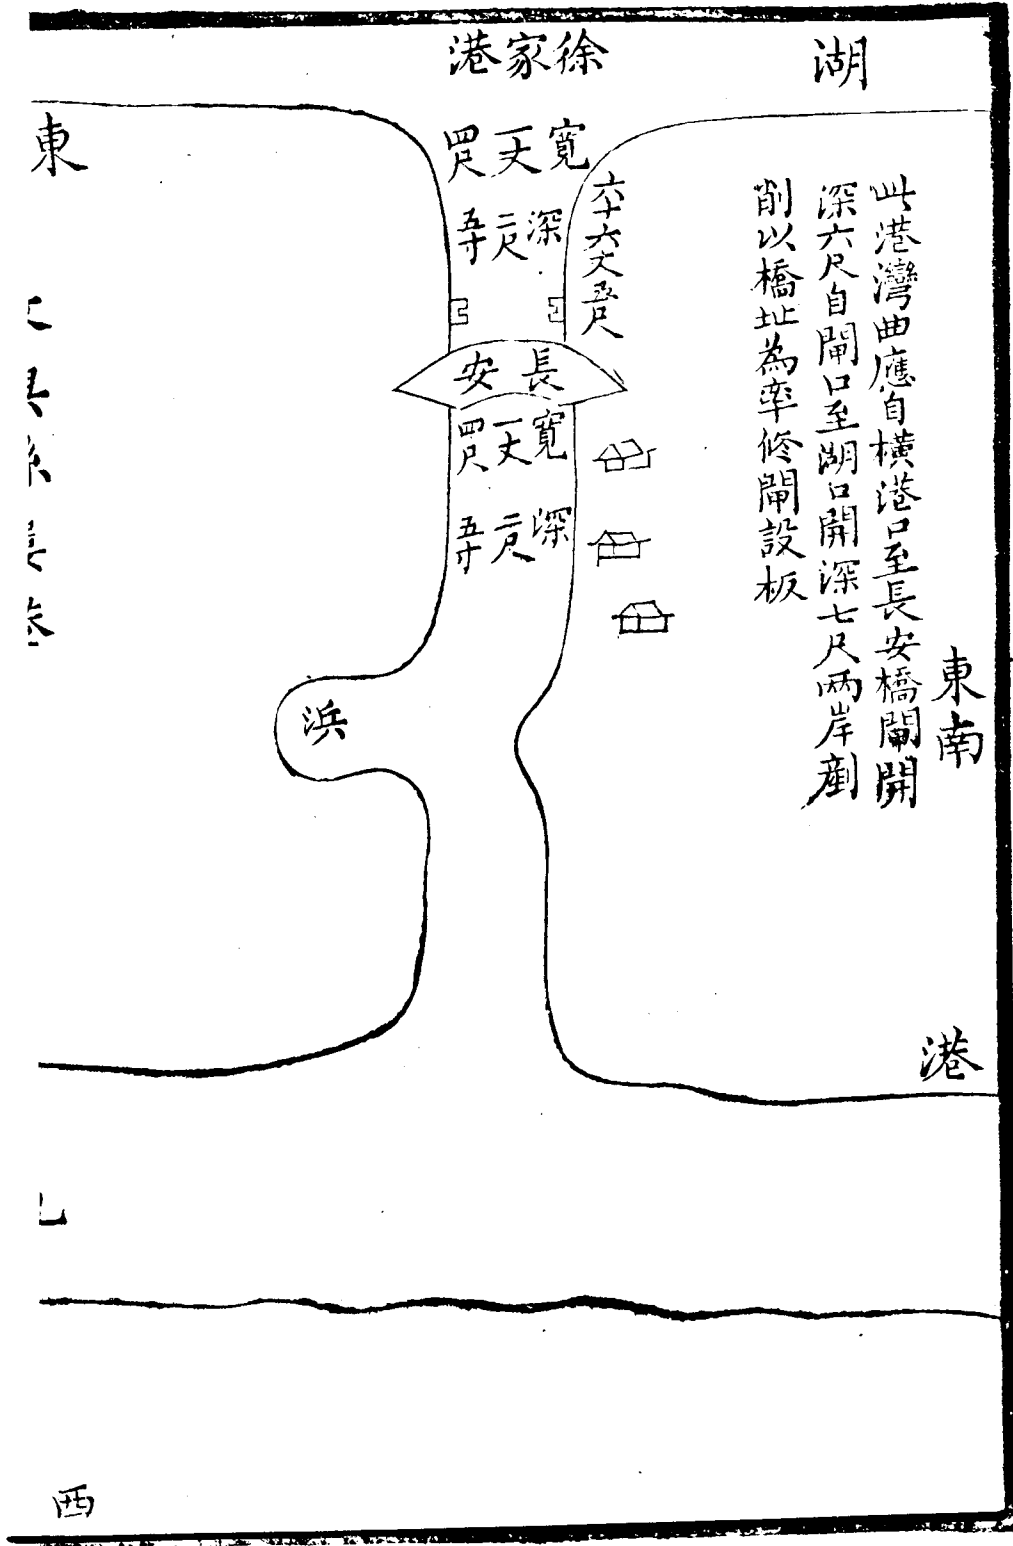 湖
徐家港
寬一丈四尺
深二尺五寸
六十六丈五尺
長安
寬一丈四尺
深二尺五寸
此港灣曲應自橫港口至長安橋閘開
深六尺自閘口至湖口開深七尺兩岸剷
削以橋址為率修閘設板
東南
港
浜
東
西